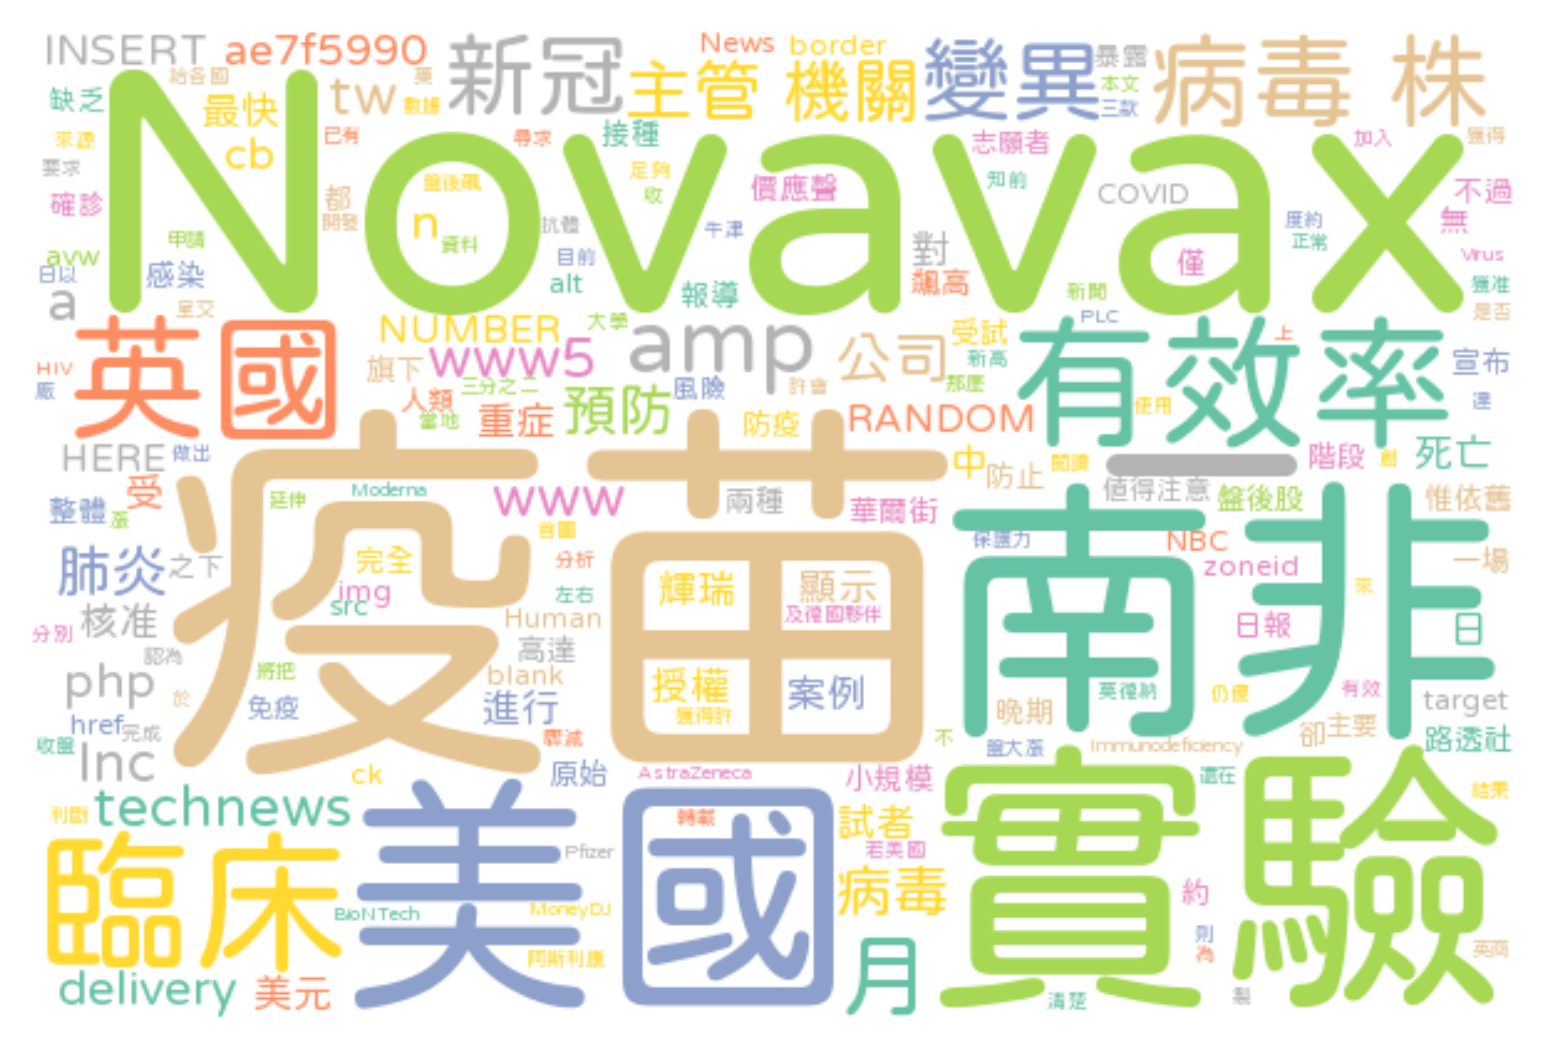 INSERT ae7f5990 新冠 News border 變異 暴露 病毒 株
給各國 藥 主管 機關 本文
缺乏 最快 tw 數據 三款
來源 cb 已有 尋求 接種 志願者 加入 獲得
要求 Novavax
確診 都 盤後飆 足夠 收 價應聲 知前 COVID 不過
開發 n 抗體 牛津 度約 無
avw 甲請 資料 目前 對 正常 Virus
日以 感染 alt 報導 飆高 僅 獲准
a 呈交 新聞 是否
英國 NUMBER 大學 amp PLC 有效率
旗下 www5 公司 受試 上 宣布
HIV 三分之二 風險 許會 新高
廠 人類 那麼 使用
當地 重症 預防 防疫 RANDOM
HERE 做出 中 閱讀 階段 創 死亡
受 延伸 Moderna www 兩種 防止 值得注意 盤後股 惟依舊
整體 華爾街
疫苗 南非
肺炎 之下 完全 首圖 分析 保護力 NBC 一場
img 輝瑞 顯示 zoneid
src 左右 及德國夥伴 來
分別 核准 Human 日報 日
認為 高達
php 將把 blank 授權 案例 英德納 仍優 有效 target
於 免疫 進行 獲得許 晚期
href 完成 卻 主要 路透社
收盤 驟減 不 盤大漲 Immunodeficiency
Inc ck 原始 AstraZeneca 小規模 還在
technews 美國 轉載 試者 實驗 結果
判斷 Pfizer 若美國
臨床 病毒 約
BioNTech MoneyDJ
阿斯利康 則 為 英商
delivery 美元 月 清楚 製